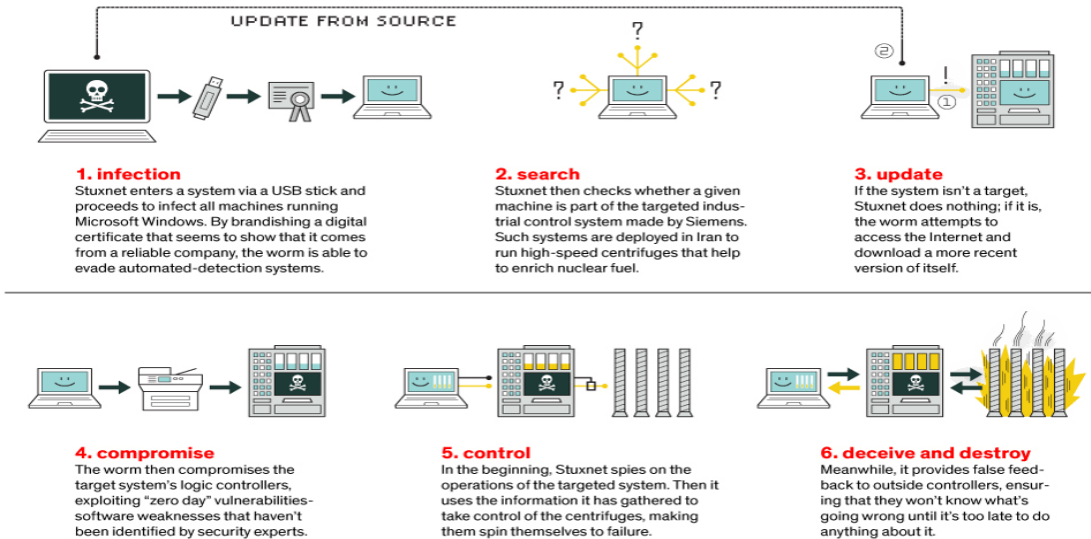 UPDATE FROM SOURCE
?
?
?
②
!
①
1. infection
Stuxnet enters a system via a USB stick and
proceeds to infect all machines running
Microsoft Windows. By brandishing a digital
certificate that seems to show that it comes
from a reliable company, the worm is able to
evade automated-detection systems.
2. search
Stuxnet then checks whether a given
machine is part of the targeted indus-
trial control system made by Siemens.
Such systems are deployed in Iran to
run high-speed centrifuges that help
to enrich nuclear fuel.
3. update
If the system isn't a target,
Stuxnet does nothing; if it is,
the worm attempts to
access the Internet and
download a more recent
version of itself.
4. compromise
The worm then compromises the
target system's logic controllers,
exploiting “zero day” vulnerabilities-
software weaknesses that haven't
been identified by security experts.
5. control
In the beginning, Stuxnet spies on the
operations of the targeted system. Then it
uses the information it has gathered to
take control of the centrifuges, making
them spin themselves to failure.
6. deceive and destroy
Meanwhile, it provides false feed-
back to outside controllers, ensur-
ing that they won't know what's
going wrong until it's too late to do
anything about it.